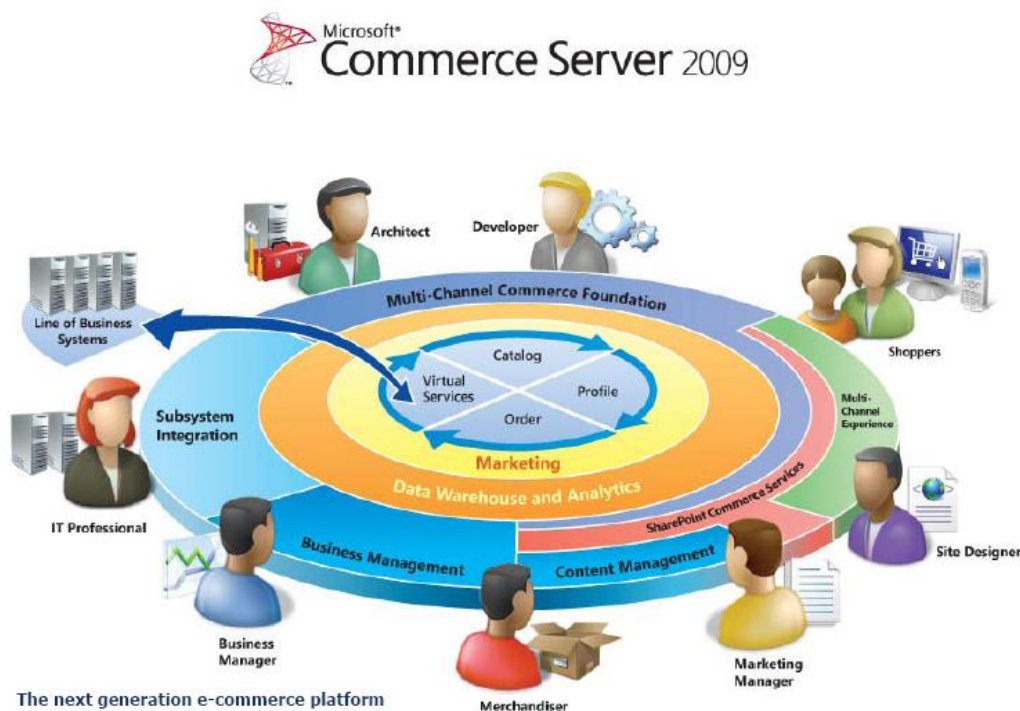 Microsoft®
Commerce Server 2009
™
Architect
Developer
Line of Business
Systems
Multi-Channel Commerce Foundation
Shoppers
Catalog
Virtual
Services
Profile
Order
Subsystem
Integration
Multi-
Channel
Experience
Marketing
Data Warehouse and Analytics
SharePoint Commerce Services
IT Professional
Business Management
Content Management
Site Designer
Business
Manager
Marketing
Manager
Merchandiser
The next generation e-commerce platform